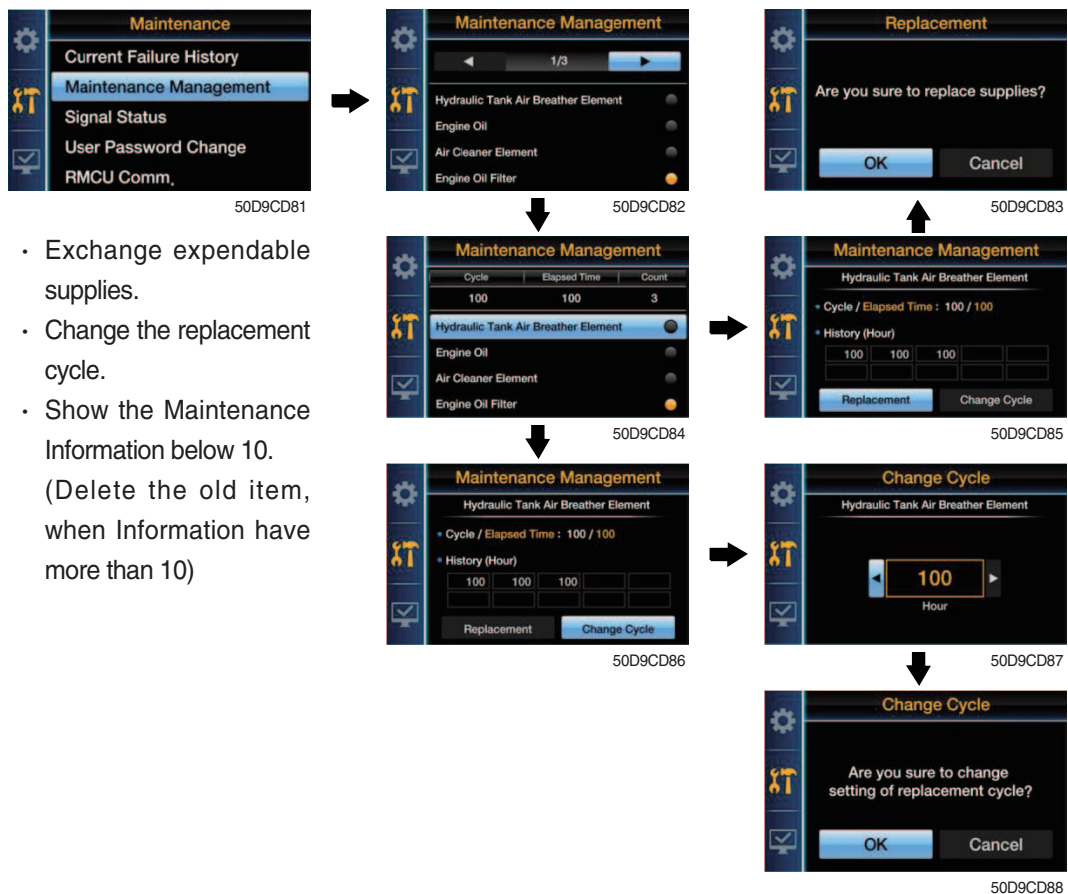 Maintenance
Current Failure History
Maintenance Management
Signal Status
User Password Change
RMCU Comm.
50D9CD81
Maintenance Management
1/3
Hydraulic Tank Air Breather Element
Engine Oil
Air Cleaner Element
Engine Oil Filter
50D9CD82
Replacement
Are you sure to replace supplies?
OK Cancel
50D9CD83
· Exchange expendable
supplies.
· Change the replacement
cycle.
· Show the Maintenance
Information below 10.
(Delete the old item,
when Information have
more than 10)
Maintenance Management
Cycle Elapsed Time Count
100 100 3
Hydraulic Tank Air Breather Element
Engine Oil
Air Cleaner Element
Engine Oil Filter
50D9CD84
Maintenance Management
Hydraulic Tank Air Breather Element
Cycle / Elapsed Time : 100 / 100
History (Hour)
100 100 100
Replacement Change Cycle
50D9CD85
Maintenance Management
Hydraulic Tank Air Breather Element
Cycle / Elapsed Time : 100 / 100
History (Hour)
100 100 100
Replacement Change Cycle
50D9CD86
Change Cycle
Hydraulic Tank Air Breather Element
100
Hour
50D9CD87
Change Cycle
Are you sure to change
setting of replacement cycle?
OK Cancel
50D9CD88